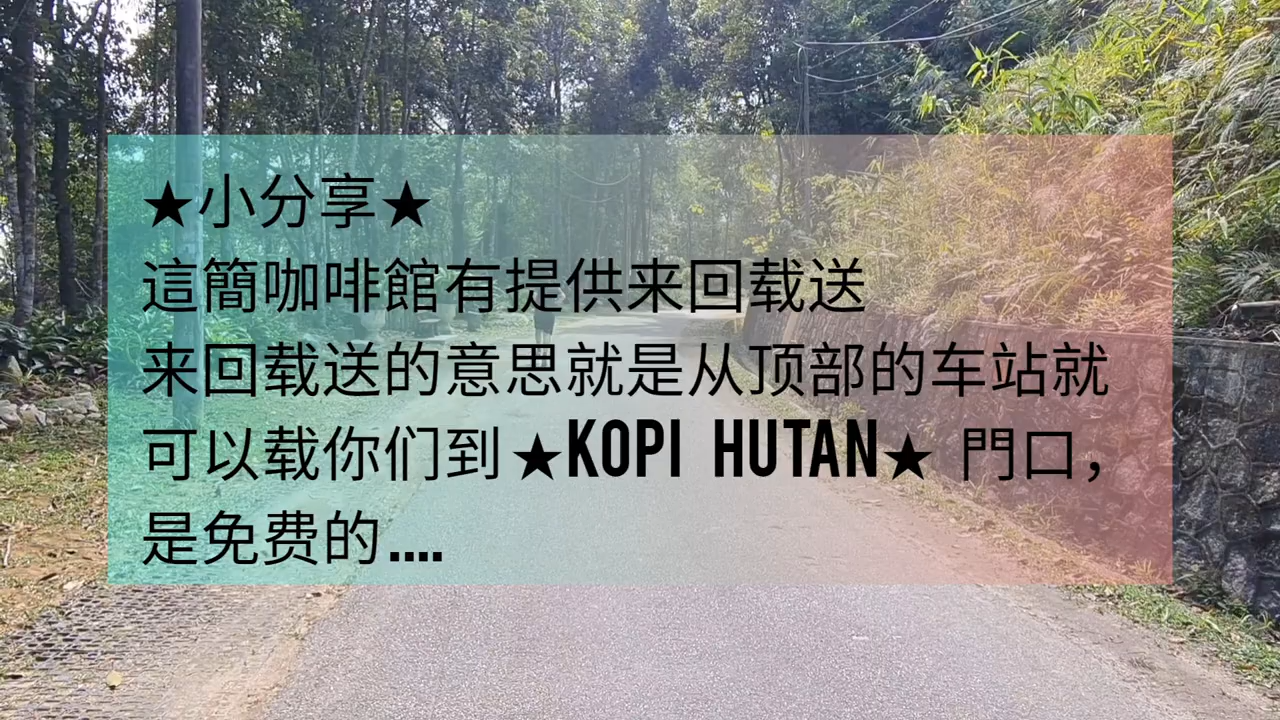 ★小分享★
這簡咖啡館有提供来回载送
来回载送的意思就是从顶部的车站就
可以载你们到★KOPI HUTAN★ 門口，
是免费的....